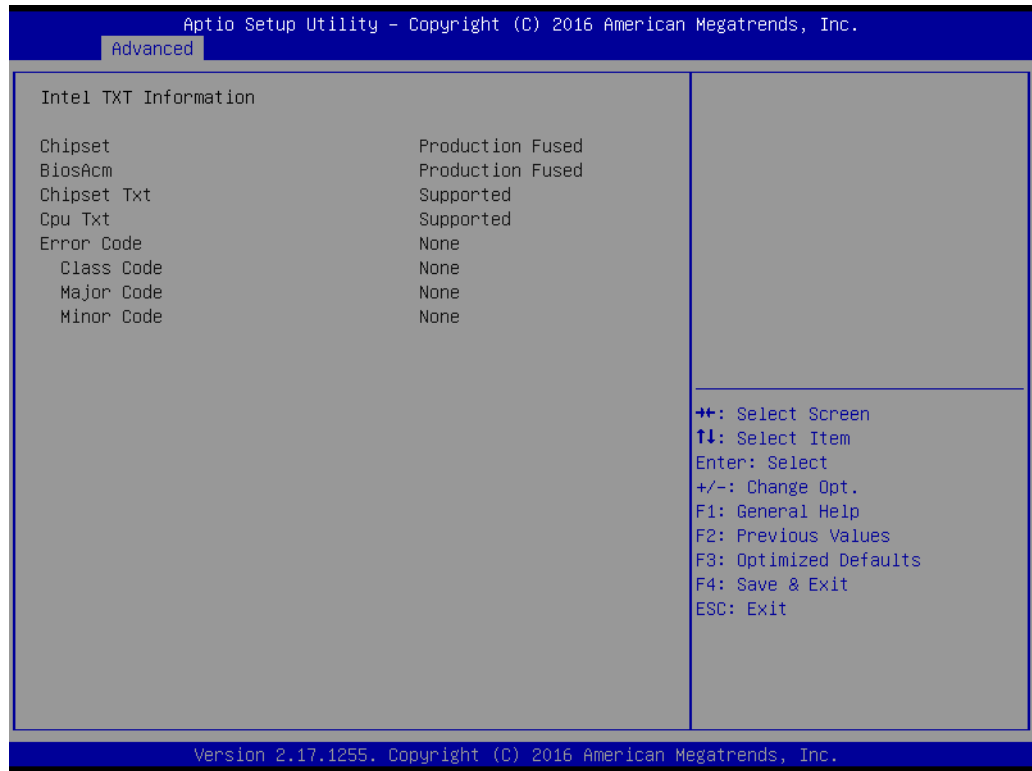 Aptio Setup Utility – Copyright (C) 2016 American Megatrends, Inc.
Advanced
Intel TXT Information
Chipset Production Fused
BiosAcm Production Fused
Chipset Txt Supported
Cpu Txt Supported
Error Code None
Class Code None
Major Code None
Minor Code None
→←: Select Screen
↑↓: Select Item
Enter: Select
+/-: Change Opt.
F1: General Help
F2: Previous Values
F3: Optimized Defaults
F4: Save & Exit
ESC: Exit
Version 2.17.1255. Copyright (C) 2016 American Megatrends, Inc.